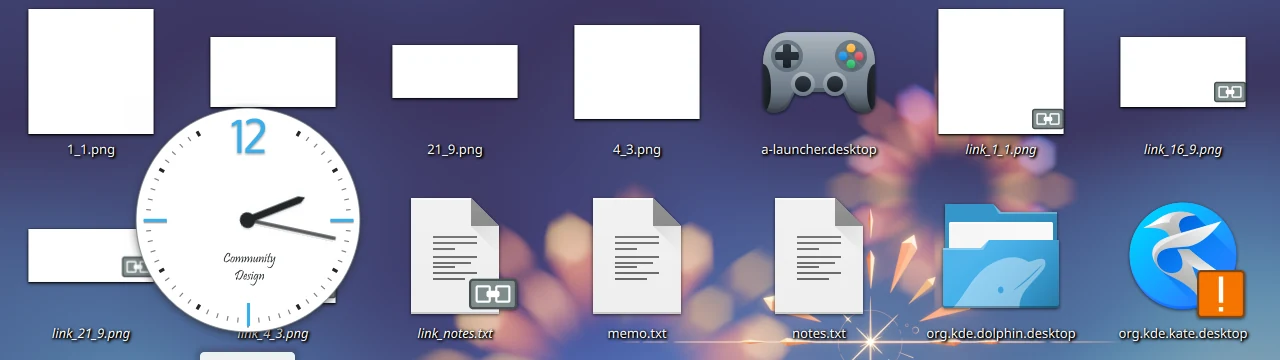 1_1.png
21_9.png
4_3.png
a-launcher.desktop
link_1_1.png
link_16_9.png
12
Community
Design
link_21_9.png
link_4_3.png
link_notes.txt
memo.txt
notes.txt
org.kde.dolphin.desktop
org.kde.kate.desktop